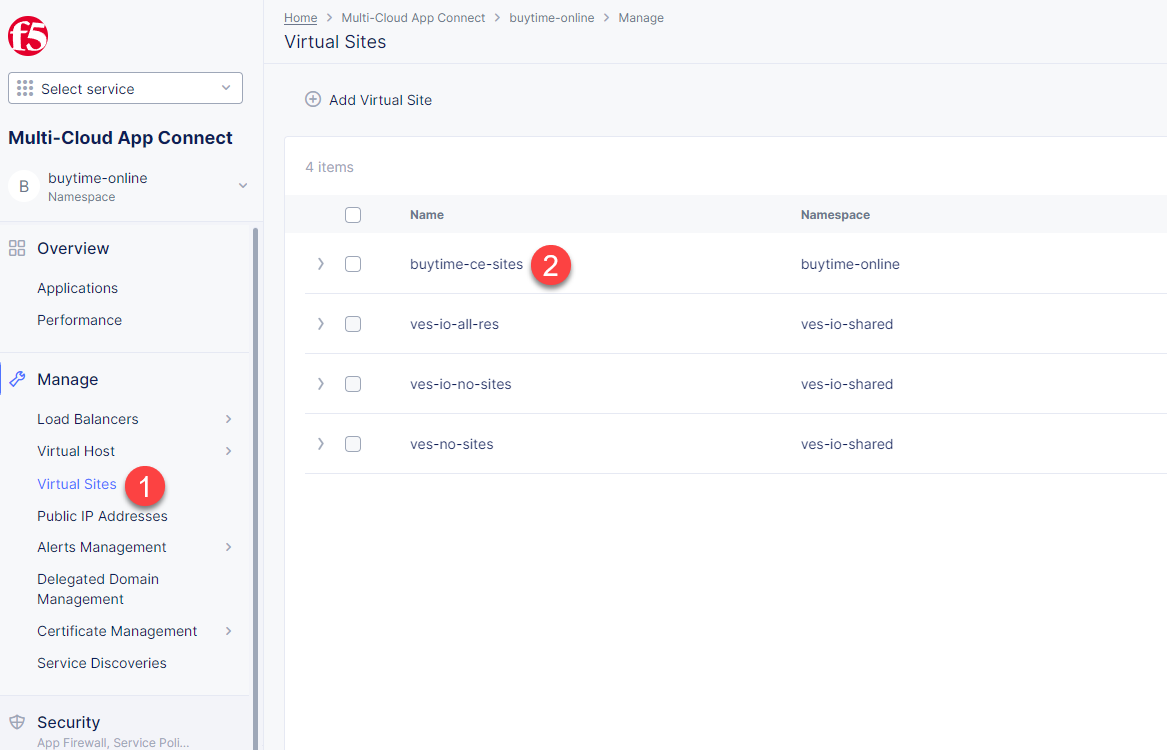 f5
Select service
Multi-Cloud App Connect
B
buytime-online
Namespace
Overview
Applications
Performance
Manage
Load Balancers
Virtual Host
Virtual Sites
1
Public IP Addresses
Alerts Management
Delegated Domain
Management
Certificate Management
Service Discoveries
Security
App Firewall, Service Poli...
Home > Multi-Cloud App Connect > buytime-online > Manage
Virtual Sites
Add Virtual Site
4 items
Name Namespace
buytime-ce-sites 2 buytime-online
ves-io-all-res ves-io-shared
ves-io-no-sites ves-io-shared
ves-no-sites ves-io-shared